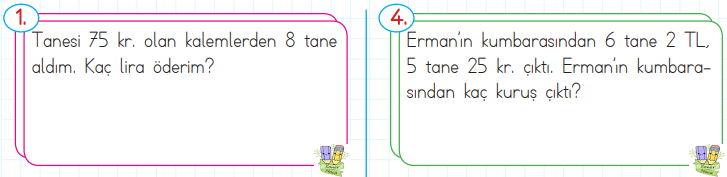 1.
Tanesi 75 kr. olan kalemlerden 8 tane
aldım. Kaç lira öderim?
4.
Erman'ın kumbarasından 6 tane 2 TL,
5 tane 25 kr. çıktı. Erman'ın kumbara-
sından kaç kuruş çıktı?